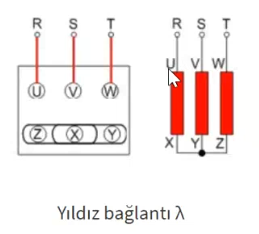 R S T R S T
U V W U V W
Z X Y X Y Z
Yıldız bağlantı λ